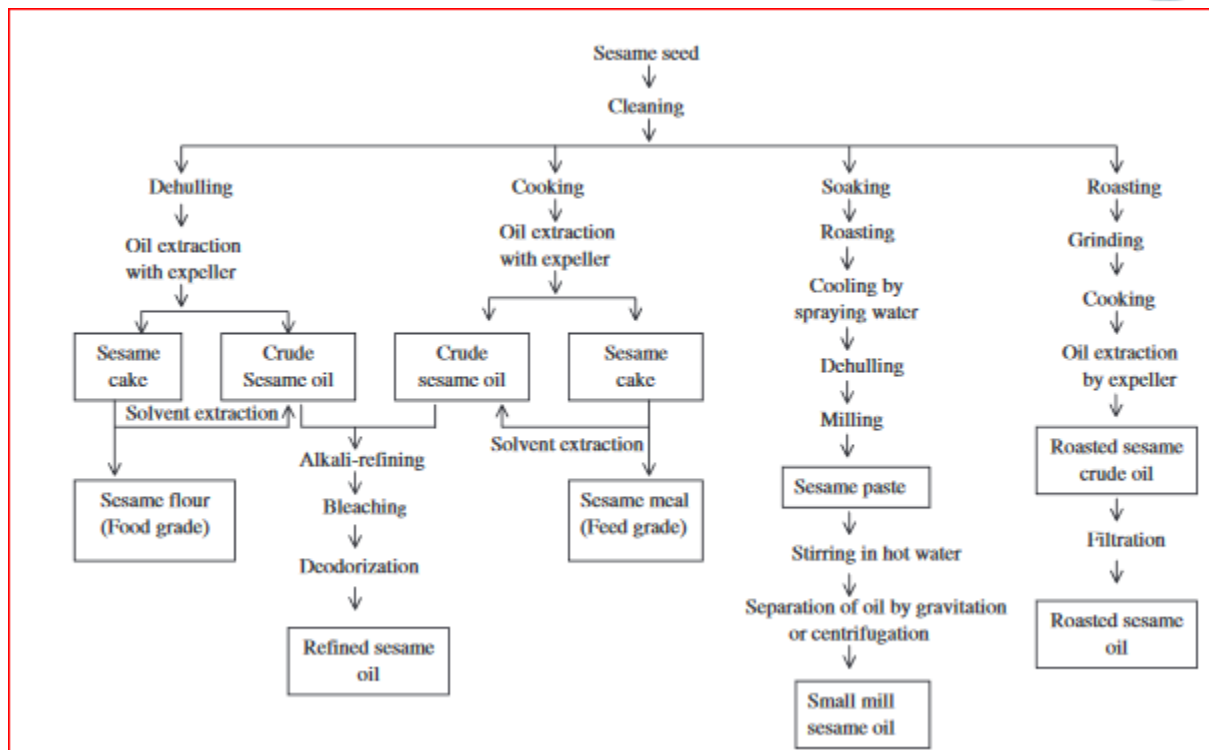 Sesame seed
Cleaning
Dehulling
Cooking
Soaking
Roasting
Oil extraction
with expeller
Oil extraction
with expeller
Roasting
Grinding
Cooling by
spraying water
Cooking
Sesame
cake
Crude
Sesame oil
Crude
sesame oil
Sesame
cake
Dehulling
Oil extraction
by expeller
Solvent extraction
Solvent extraction
Milling
Alkali-refining
Roasted sesame
crude oil
Sesame flour
(Food grade)
Bleaching
Sesame meal
(Feed grade)
Sesame paste
Stirring in hot water
Filtration
Deodorization
Separation of oil by gravitation
or centrifugation
Roasted sesame
oil
Refined sesame
oil
Small mill
sesame oil